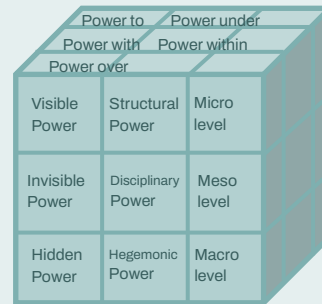 Power to Power under
Power with Power within
Power over
Visible Power
Structural Power
Micro level
Invisible Power
Disciplinary Power
Meso level
Hidden Power
Hegemonic Power
Macro level